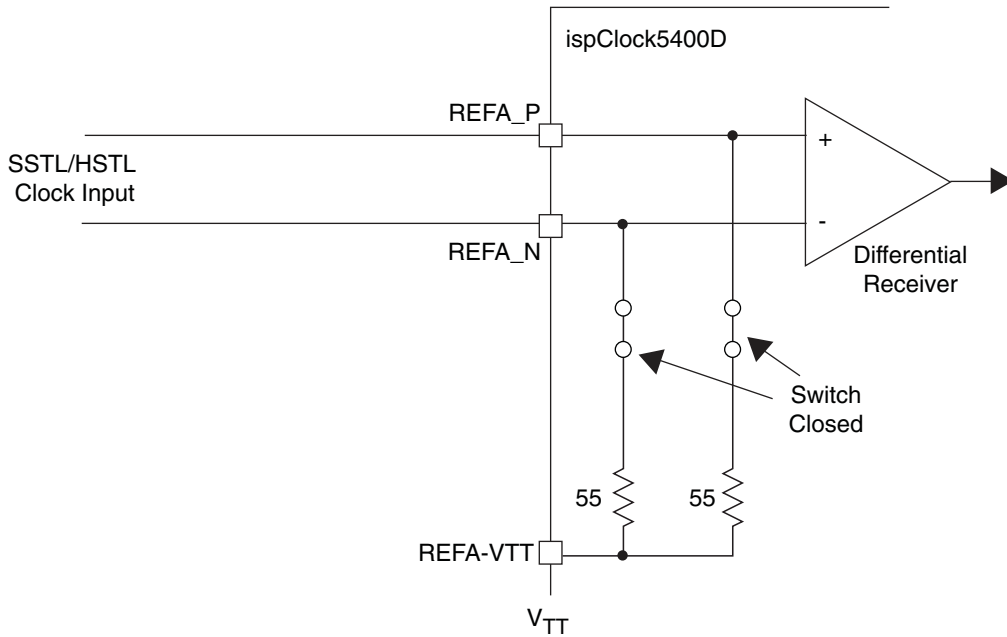 ispClock5400D
REFA_P
+
SSTL/HSTL
Clock Input
-
REFA_N
Differential
Receiver
Switch
Closed
55
55
REFA-VTT
VTT